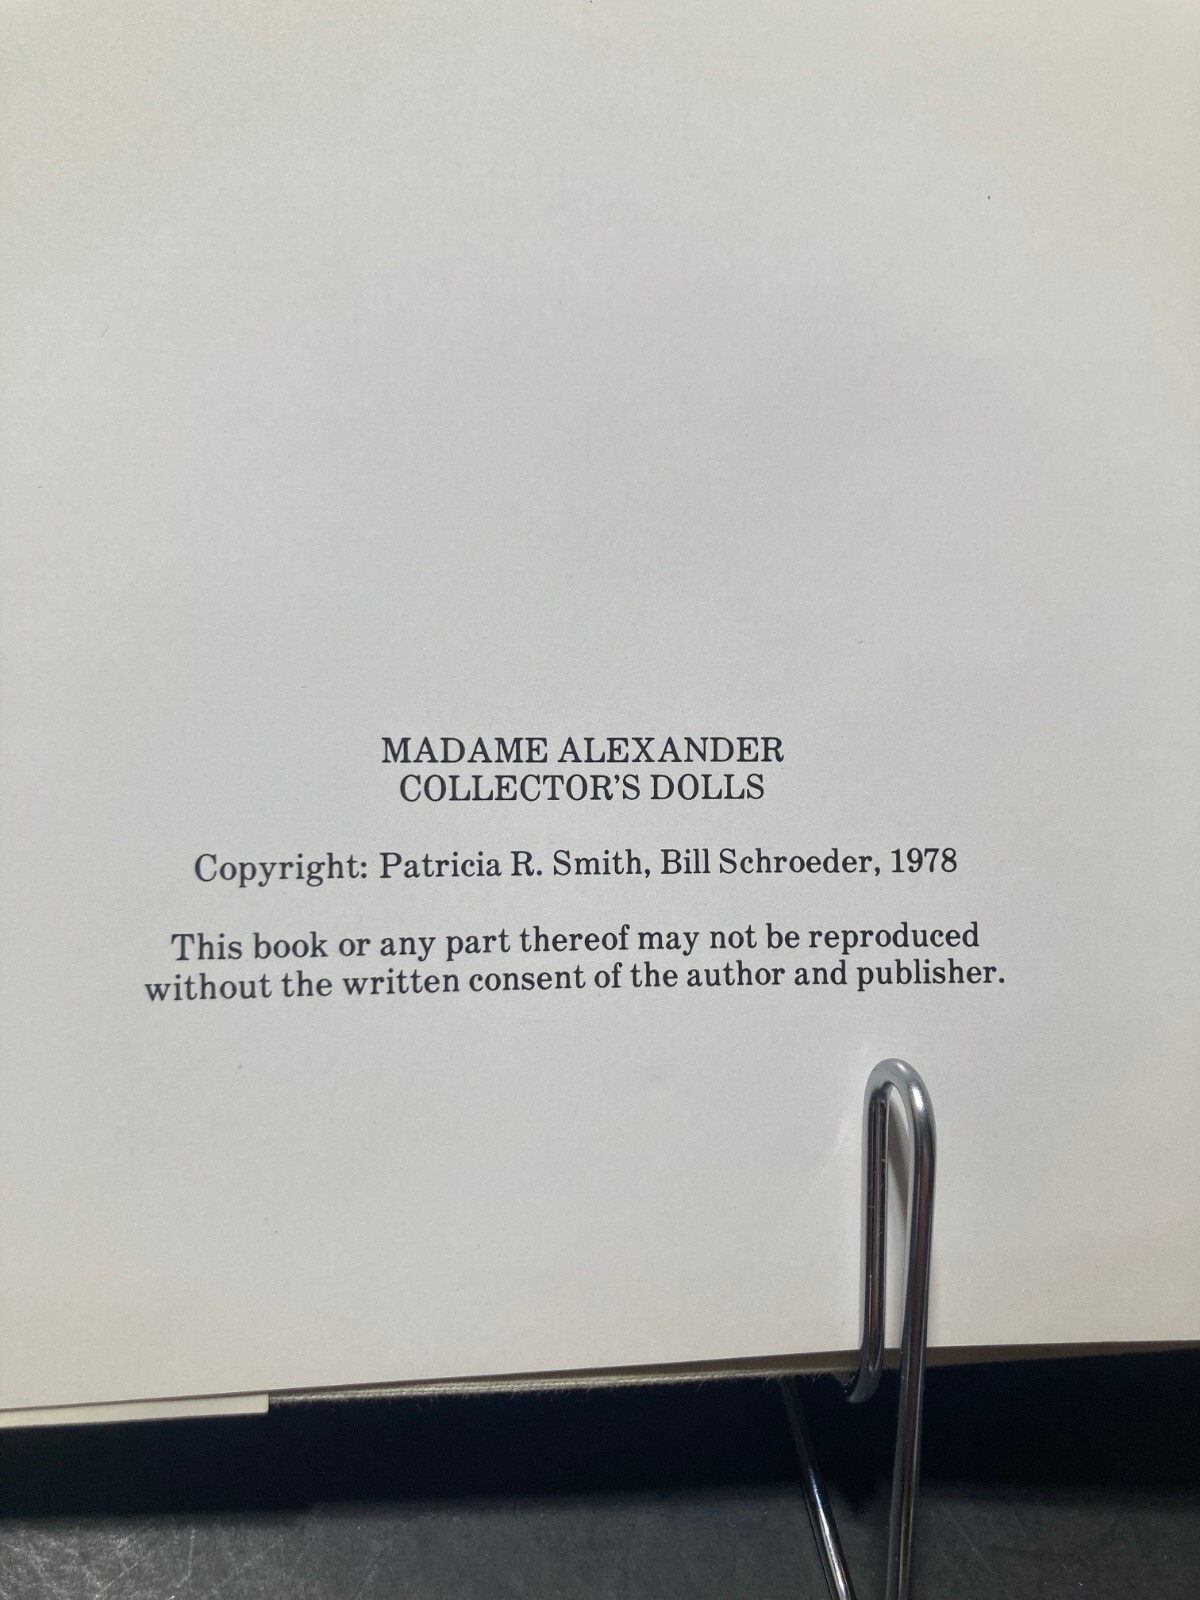 MADAME ALEXANDER
COLLECTOR'S DOLLS
Copyright: Patricia R. Smith, Bill Schroeder, 1978
This book or any part thereof may not be reproduced
without the written consent of the author and publisher.